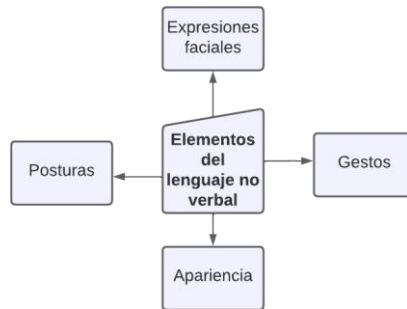 Expresiones
faciales
Elementos
del
lenguaje no
verbal
Posturas
Gestos
Apariencia